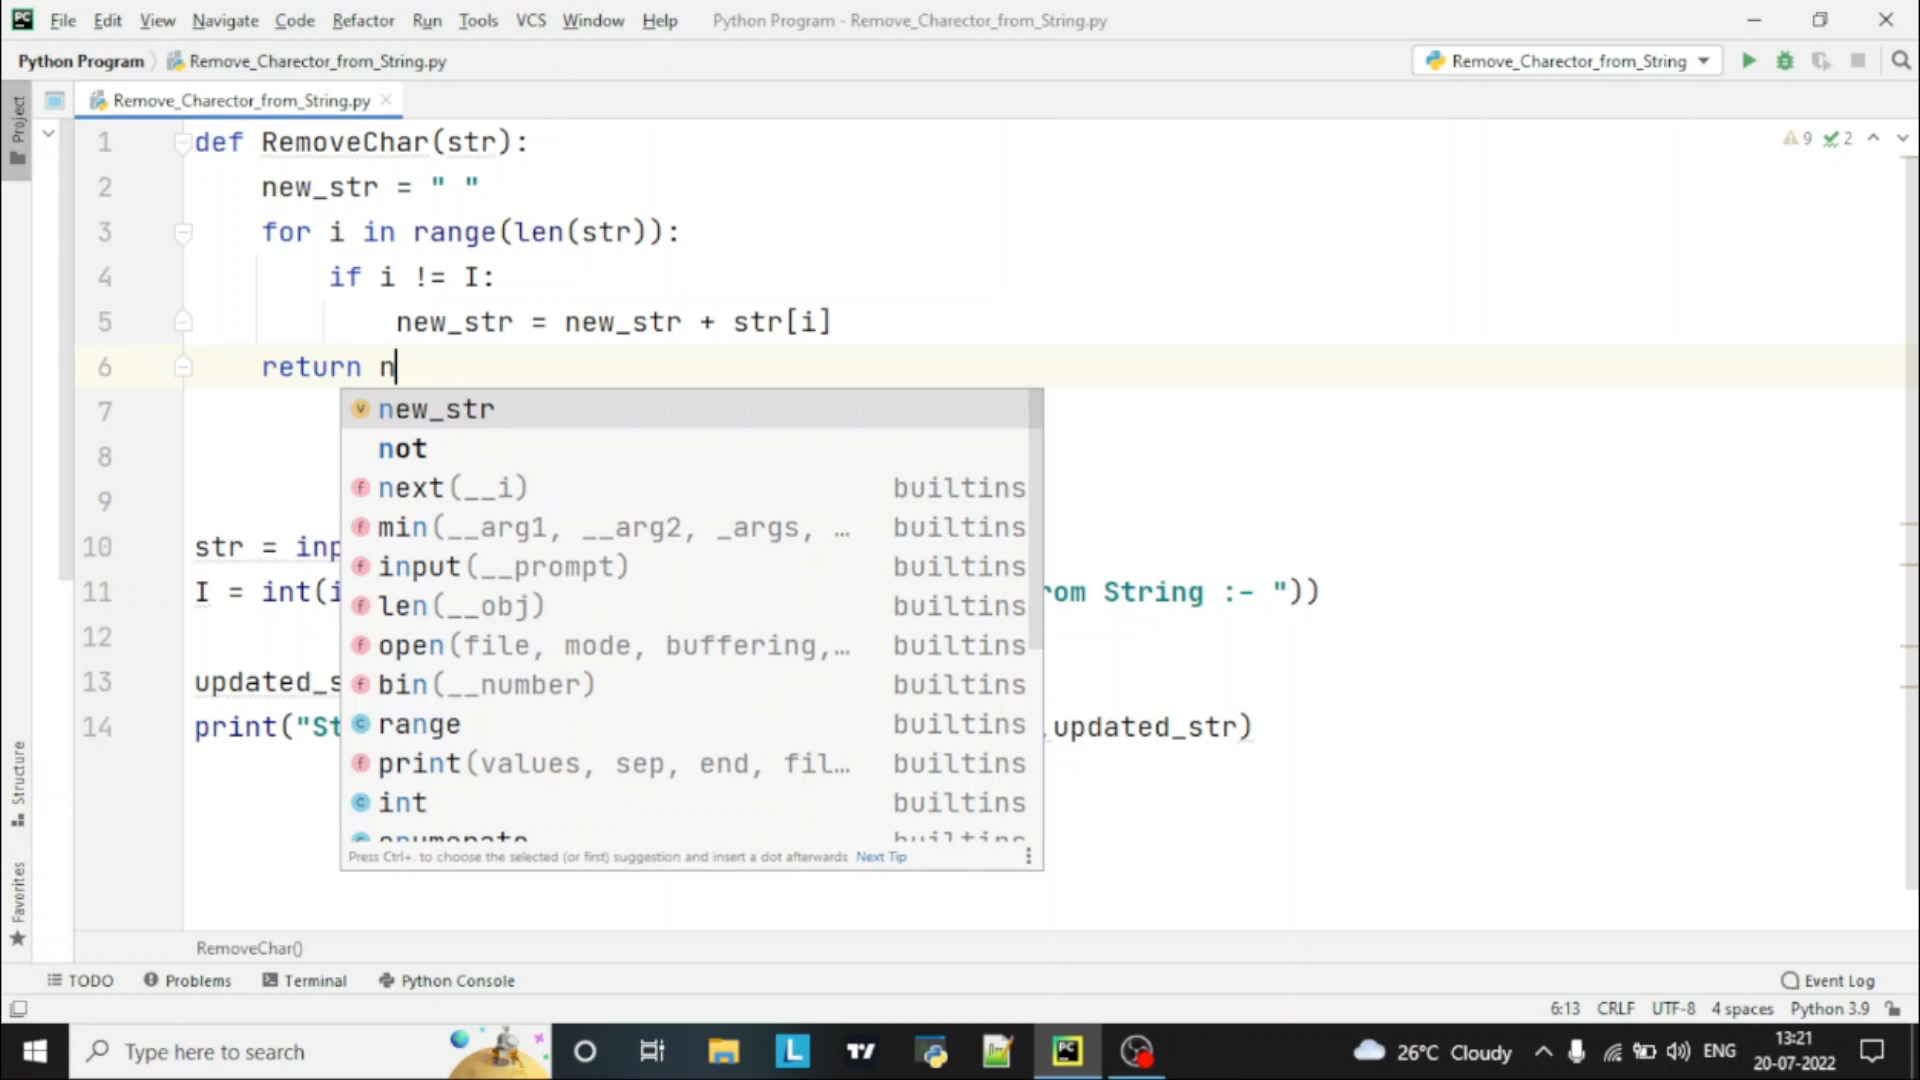 File Edit View Navigate Code Refactor Run Tools VCS Window Help Python Program - Remove_Charector_from_String.py
Python Program Remove_Charector_from_String.py Remove_Charector_from_String
Project Remove_Charector_from_String.py
1 def RemoveChar(str): 9 2
2 new_str = " "
3 for i in range(len(str)):
4 if i != I:
5 new_str = new_str + str[i]
6 return n
7 new_str
8 not
9 next(__i) builtins
min(__arg1, __arg2, _args, … builtins
10 str = inp
input(__prompt) builtins
11 I = int(i om String :- "))
len(__obj) builtins
12 open(file, mode, buffering,… builtins
13 updated_s
bin(__number) builtins
14 print("St ,updated_str)
range builtins
print(values, sep, end, fil… builtins
int builtins
enumerate builtins
Press Ctrl+. to choose the selected (or first) suggestion and insert a dot afterwards Next Tip
Structure
Favorites
RemoveChar()
TODO Problems Terminal Python Console Event Log
6:13 CRLF UTF-8 4 spaces Python 3.9
Type here to search 26°C Cloudy ENG 13:21
20-07-2022